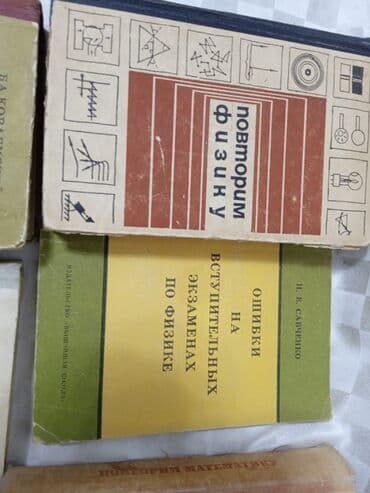 ПОВТОРИМ
ФИЗИКУ
Н. Е. САВЧЕНКО
ОШИБКИ
НА
ВСТУПИТЕЛЬНЫХ
ЭКЗАМЕНАХ
ПО ФИЗИКЕ
ИЗДАТЕЛЬСТВО «ВЫШЭЙШАЯ ШКОЛА»
ПОВТОРИМ МАТЕМАТИКУ